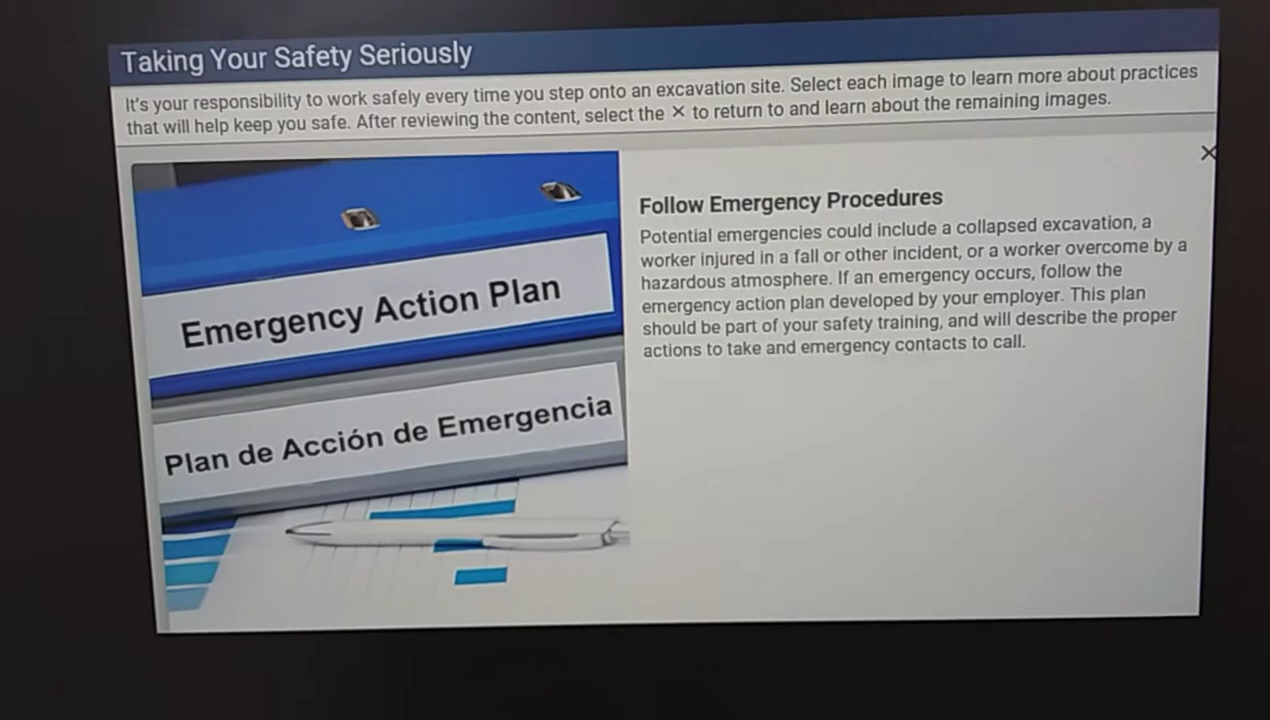 Taking Your Safety Seriously
It's your responsibility to work safely every time you step onto an excavation site. Select each image to learn more about practices
that will help keep you safe. After reviewing the content, select the × to return to and learn about the remaining images.
×
Emergency Action Plan
Plan de Acción de Emergencia
Follow Emergency Procedures
Potential emergencies could include a collapsed excavation, a
worker injured in a fall or other incident, or a worker overcome by a
hazardous atmosphere. If an emergency occurs, follow the
emergency action plan developed by your employer. This plan
should be part of your safety training, and will describe the proper
actions to take and emergency contacts to call.